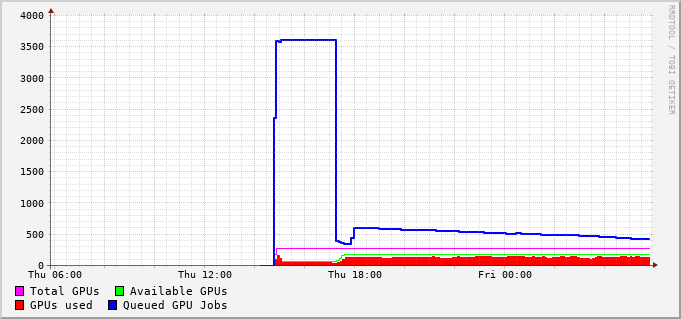 4000
3500
3000
2500
2000
1500
1000
500
0
Thu 06:00 Thu 12:00 Thu 18:00 Fri 00:00
Total GPUs Available GPUs
GPUs used Queued GPU Jobs
RRDTOOL / TOBI OETIKER